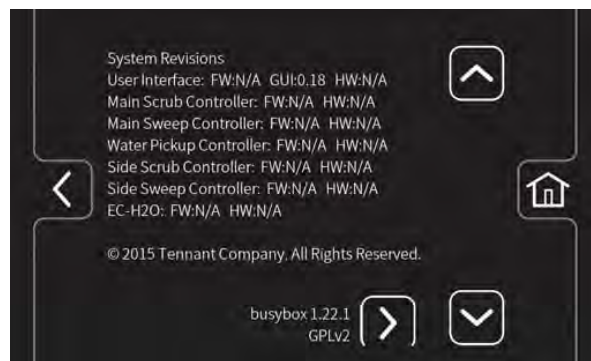 System Revisions
User Interface: FW:N/A GUI:0.18 HW:N/A
Main Scrub Controller: FW:N/A HW:N/A
Main Sweep Controller: FW:N/A HW:N/A
Water Pickup Controller: FW:N/A HW:N/A
Side Scrub Controller: FW:N/A HW:N/A
Side Sweep Controller: FW:N/A HW:N/A
EC-H2O: FW:N/A HW:N/A
© 2015 Tennant Company. All Rights Reserved.
busybox 1.22.1
GPLv2